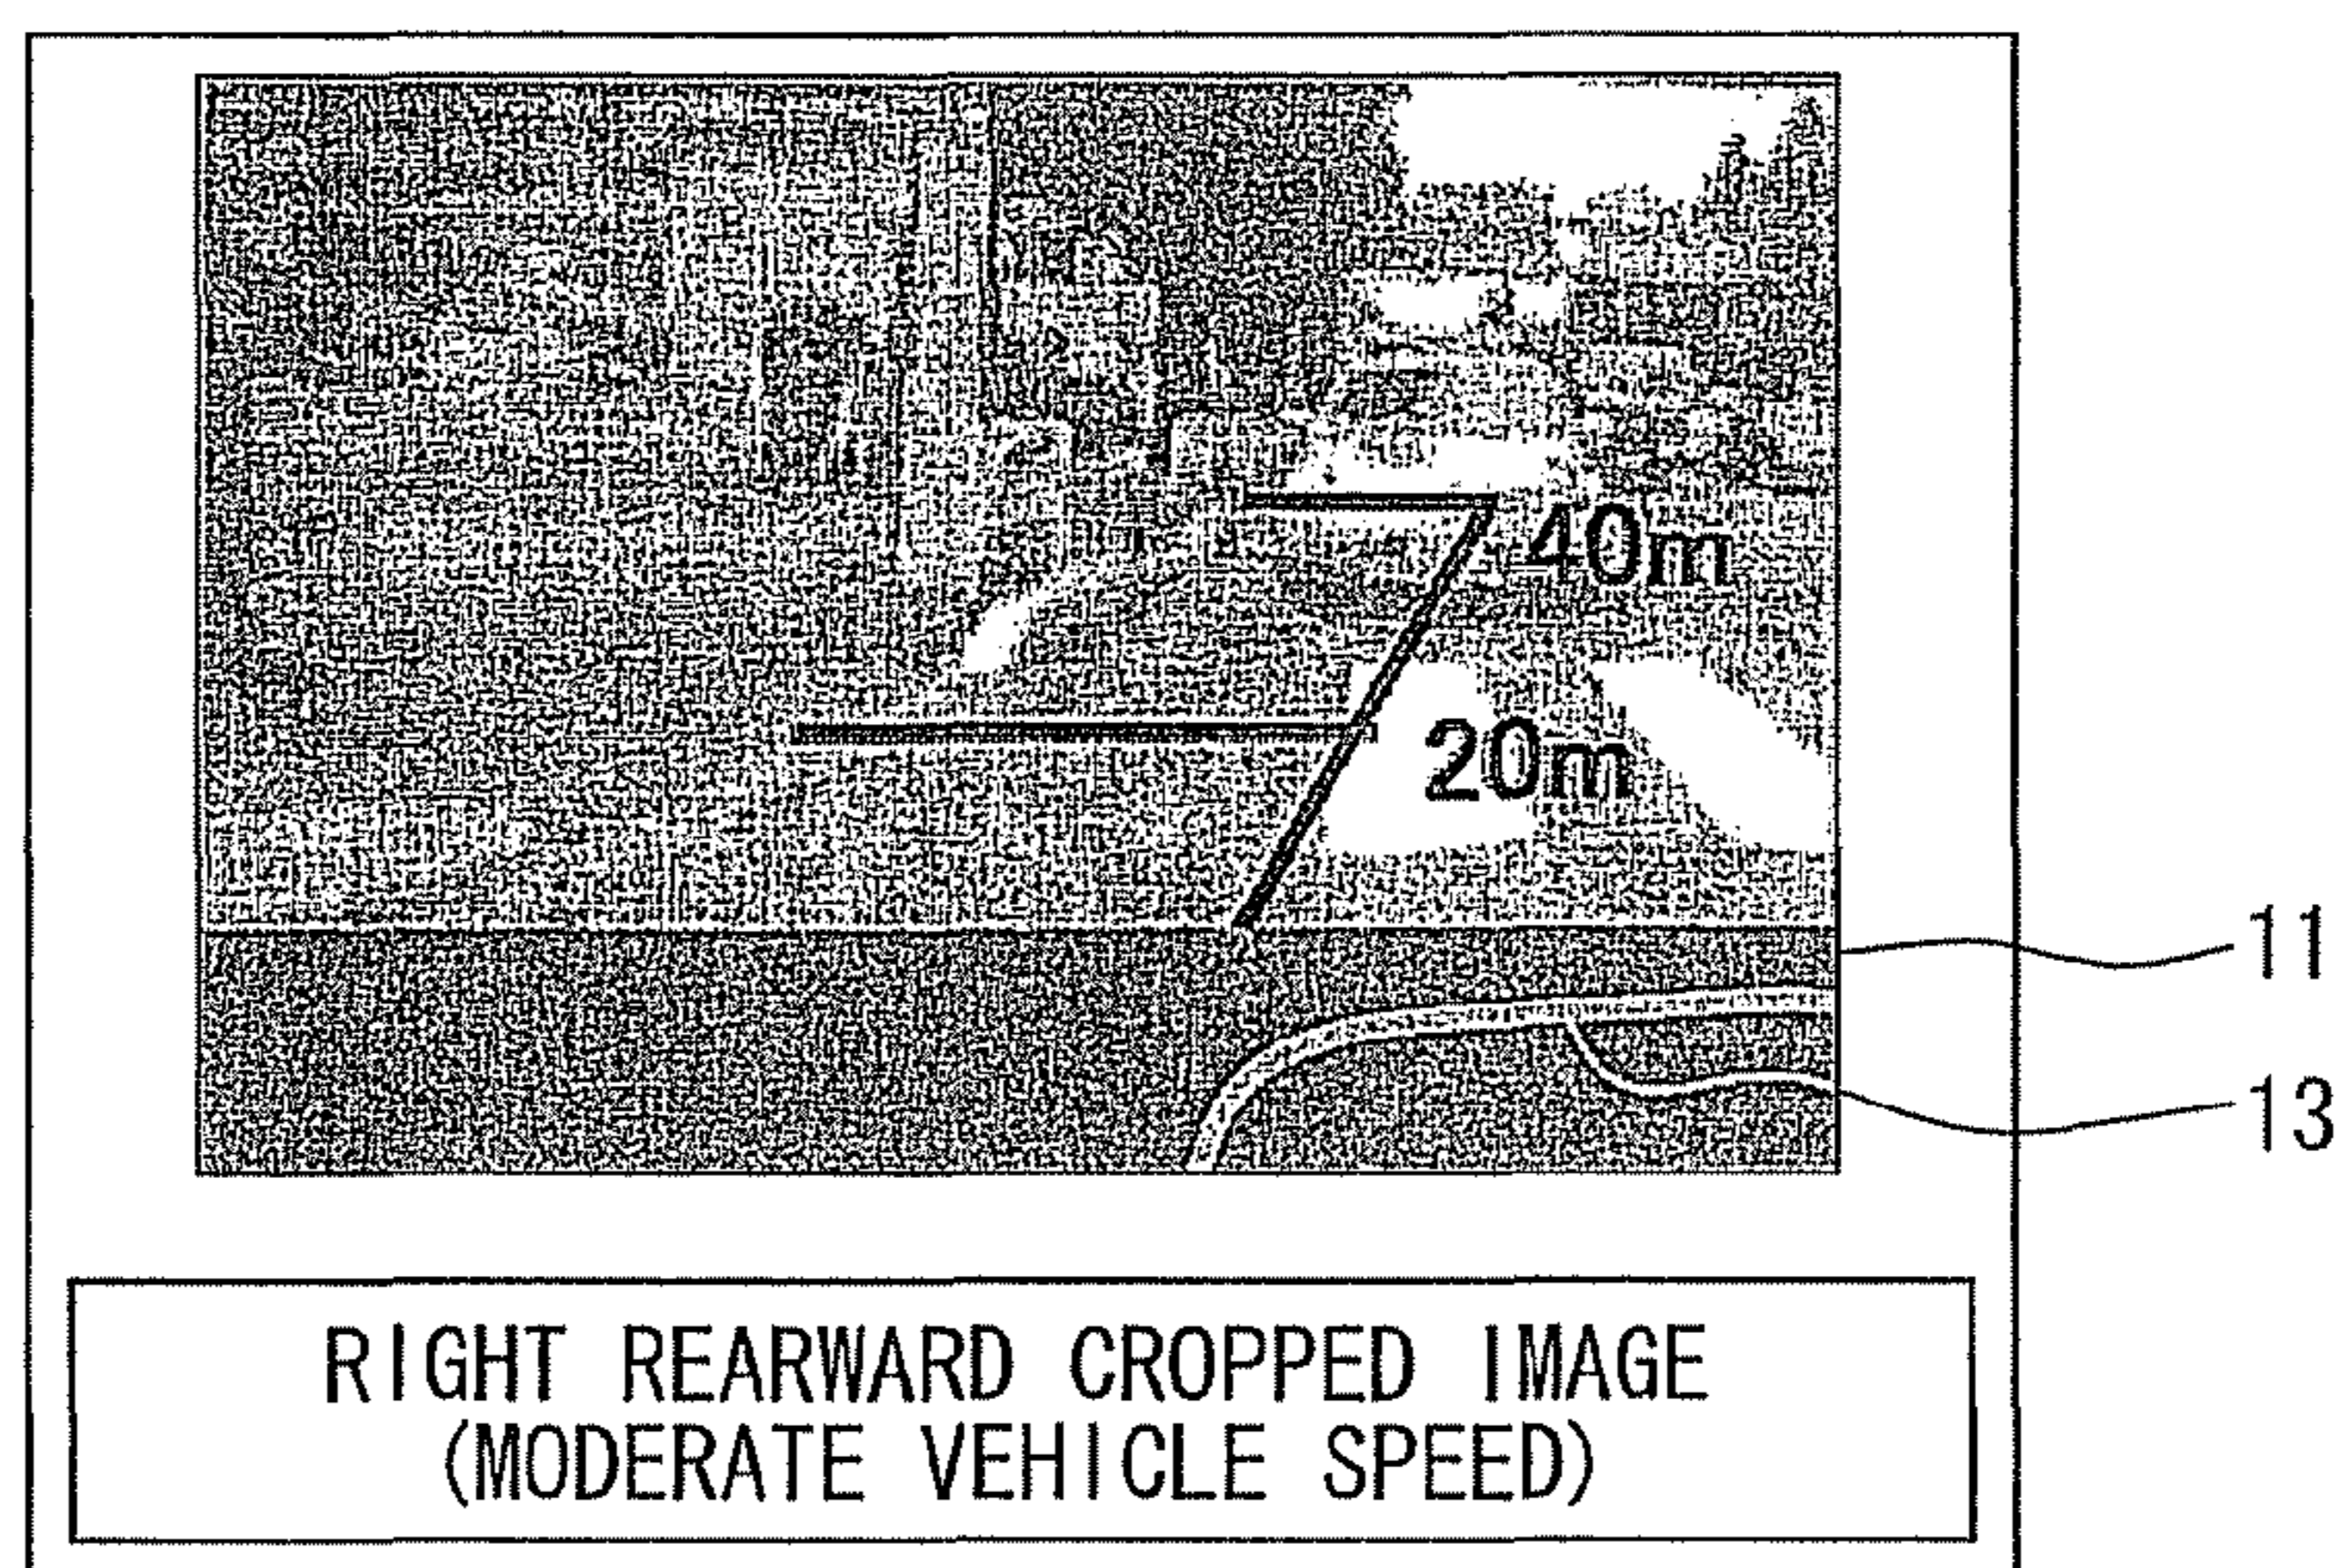 40m
20m
11
13
RIGHT REARWARD CROPPED IMAGE
(MODERATE VEHICLE SPEED)